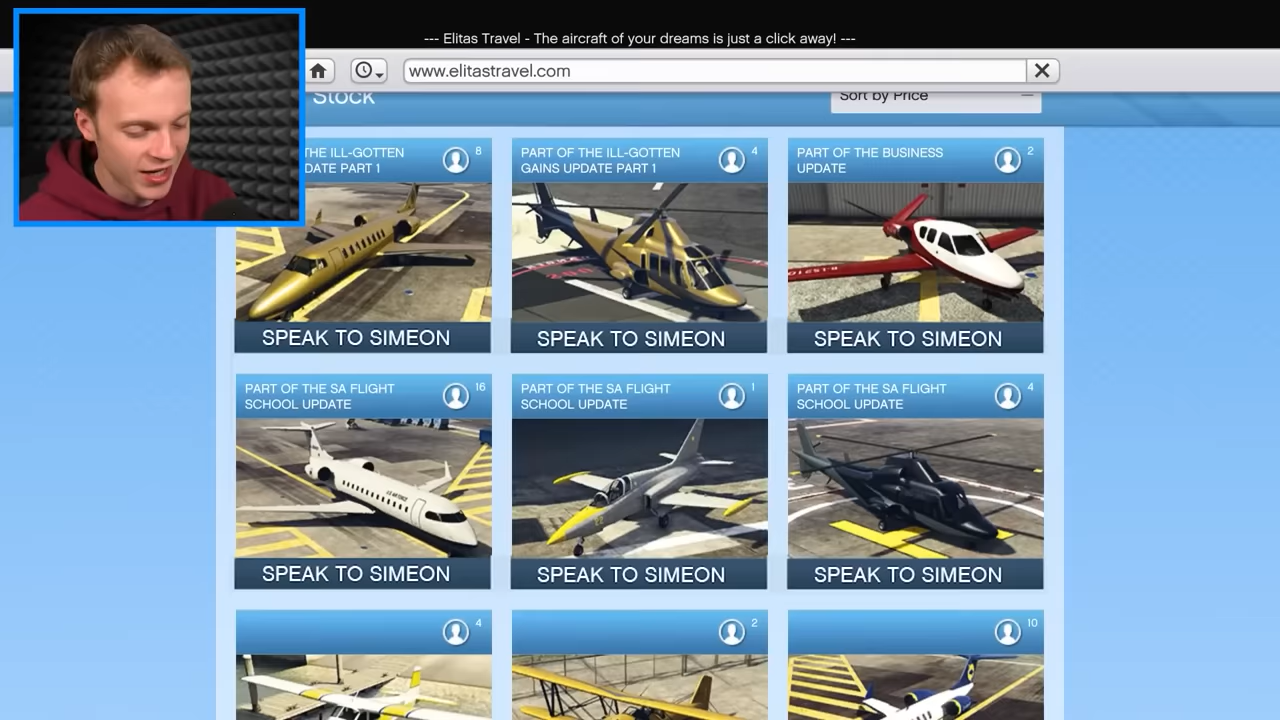 --- Elitas Travel - The aircraft of your dreams is just a click away! ---
www.elitastravel.com
Stock
Sort by Price
THE ILL-GOTTEN
DATE PART 1
8
PART OF THE ILL-GOTTEN
GAINS UPDATE PART 1
4
PART OF THE BUSINESS
UPDATE
2
SPEAK TO SIMEON
SPEAK TO SIMEON
SPEAK TO SIMEON
PART OF THE SA FLIGHT
SCHOOL UPDATE
16
PART OF THE SA FLIGHT
SCHOOL UPDATE
1
PART OF THE SA FLIGHT
SCHOOL UPDATE
4
SPEAK TO SIMEON
SPEAK TO SIMEON
SPEAK TO SIMEON
4
2
10